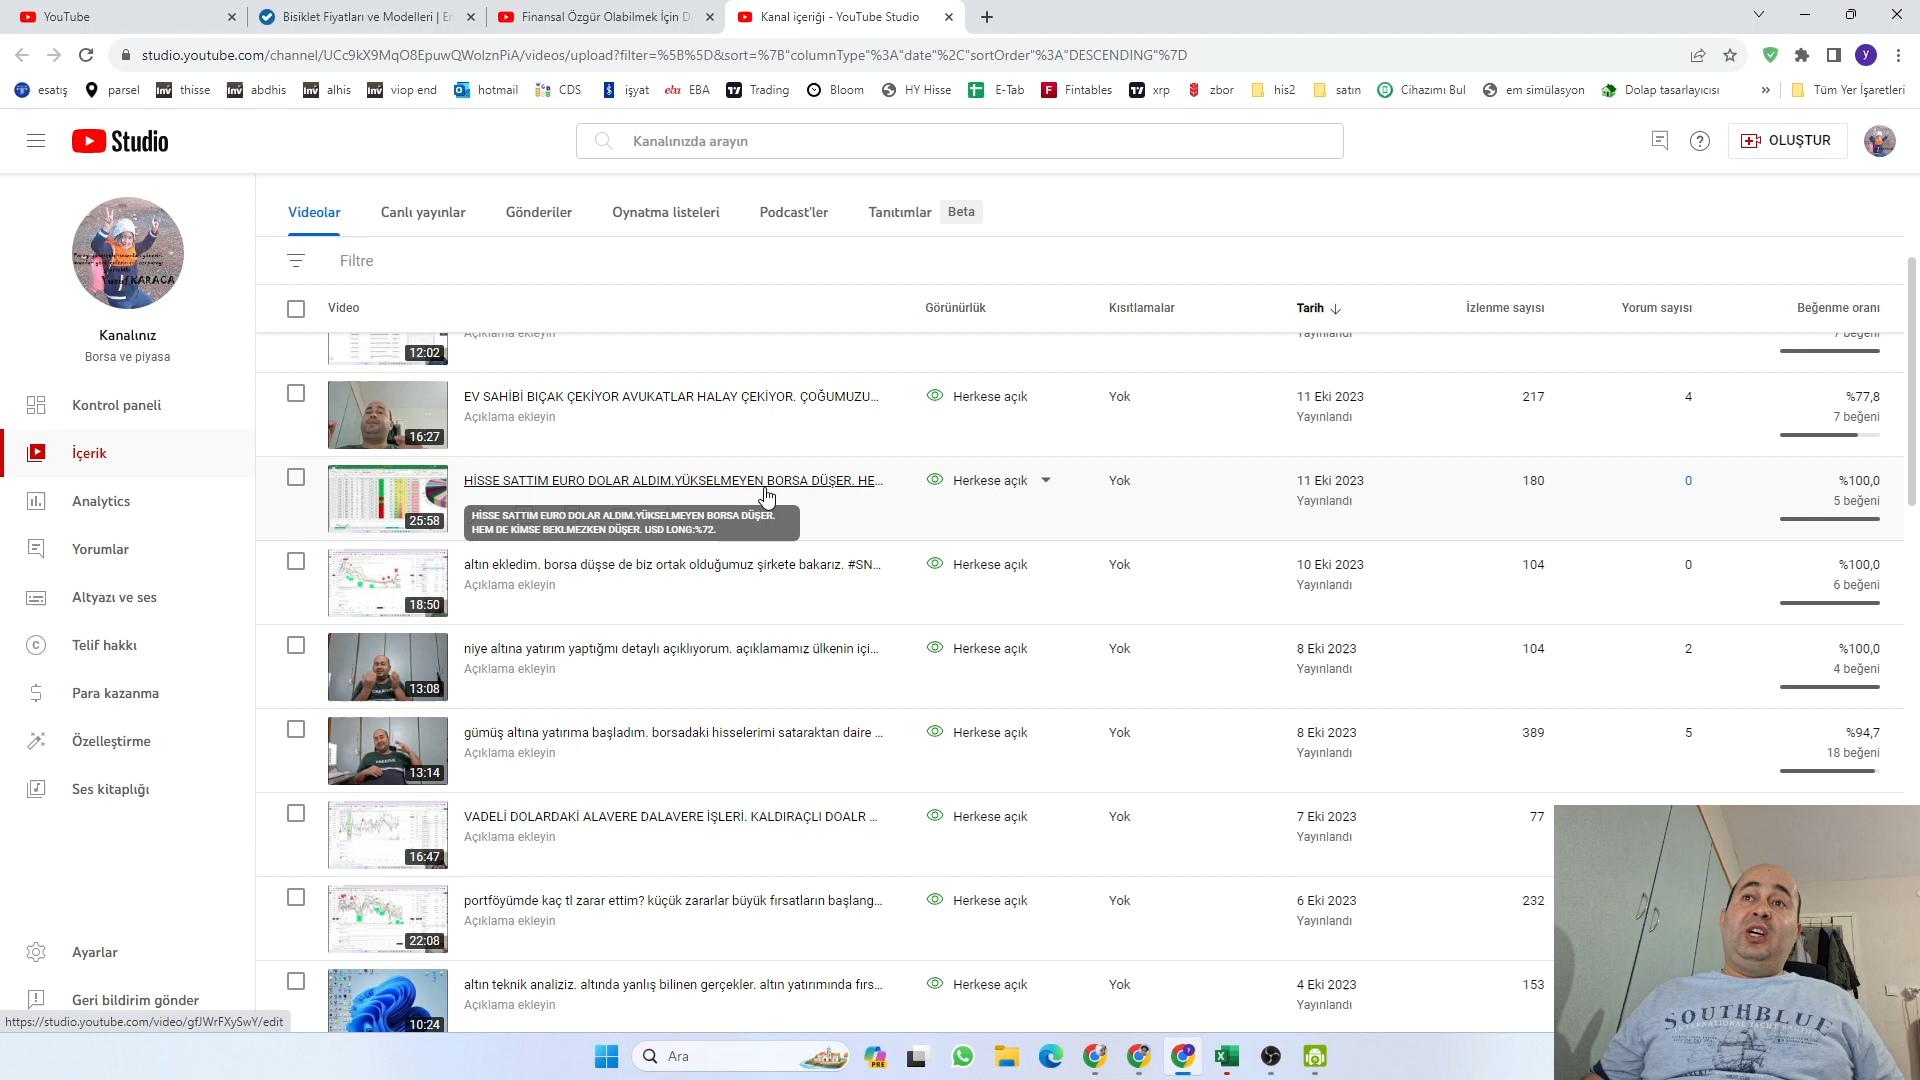 YouTube
Bisiklet Fiyatları ve Modelleri | En
Finansal Özgür Olabilmek İçin D
Kanal içeriği - YouTube Studio
studio.youtube.com/channel/UCc9kX9MqO8EpuwQWolznPiA/videos/upload?filter=%5B%5D&sort=%7B"columnType"%3A"date"%2C"sortOrder"%3A"DESCENDING"%7D
esatış
parsel
thisse
abdhis
alhis
viop end
hotmail
CDS
işyat
EBA
Trading
Bloom
HY Hisse
E-Tab
Fintables
xrp
zbor
his2
satın
Cihazımı Bul
em simülasyon
Dolap tasarlayıcısı
»
Tüm Yer İşaretleri
Studio
Kanalınızda arayın
OLUŞTUR
Videolar
Canlı yayınlar
Gönderiler
Oynatma listeleri
Podcast'ler
Tanıtımlar
Beta
Filtre
Video
Görünürlük
Kısıtlamalar
Tarih
İzlenme sayısı
Yorum sayısı
Beğenme oranı
12:02
Açıklama ekleyin
Yayınlandı
7 beğeni
16:27
EV SAHİBİ BIÇAK ÇEKİYOR AVUKATLAR HALAY ÇEKİYOR. ÇOĞUMUZU...
Açıklama ekleyin
Herkese açık
Yok
11 Eki 2023
Yayınlandı
217
4
%77,8
7 beğeni
25:58
HİSSE SATTIM EURO DOLAR ALDIM.YÜKSELMEYEN BORSA DÜŞER. HE...
HİSSE SATTIM EURO DOLAR ALDIM.YÜKSELMEYEN BORSA DÜŞER.
HEM DE KİMSE BEKLMEZKEN DÜŞER. USD LONG:%72.
Herkese açık
Yok
11 Eki 2023
Yayınlandı
180
0
%100,0
5 beğeni
18:50
altın ekledim. borsa düşse de biz ortak olduğumuz şirkete bakarız. #SN...
Açıklama ekleyin
Herkese açık
Yok
10 Eki 2023
Yayınlandı
104
0
%100,0
6 beğeni
13:08
niye altına yatırım yaptığmı detaylı açıklıyorum. açıklamamız ülkenin içi...
Açıklama ekleyin
Herkese açık
Yok
8 Eki 2023
Yayınlandı
104
2
%100,0
4 beğeni
13:14
gümüş altına yatırıma başladım. borsadaki hisselerimi sataraktan daire ...
Açıklama ekleyin
Herkese açık
Yok
8 Eki 2023
Yayınlandı
389
5
%94,7
18 beğeni
16:47
VADELİ DOLARDAKİ ALAVERE DALAVERE İŞLERİ. KALDIRAÇLI DOALR ...
Açıklama ekleyin
Herkese açık
Yok
7 Eki 2023
Yayınlandı
77
22:08
portföyümde kaç tl zarar ettim? küçük zararlar büyük fırsatların başlang...
Açıklama ekleyin
Herkese açık
Yok
6 Eki 2023
Yayınlandı
232
10:24
altın teknik analiziz. altında yanlış bilinen gerçekler. altın yatırımında fırs...
Açıklama ekleyin
Herkese açık
Yok
4 Eki 2023
Yayınlandı
153
Yusuf KARACA
Kanalınız
Borsa ve piyasa
Kontrol paneli
İçerik
Analytics
Yorumlar
Altyazı ve ses
Telif hakkı
Para kazanma
Özelleştirme
Ses kitaplığı
Ayarlar
Geri bildirim gönder
https://studio.youtube.com/video/gfJWrFXySwY/edit
Ara
PRE
SOUTHBLUE